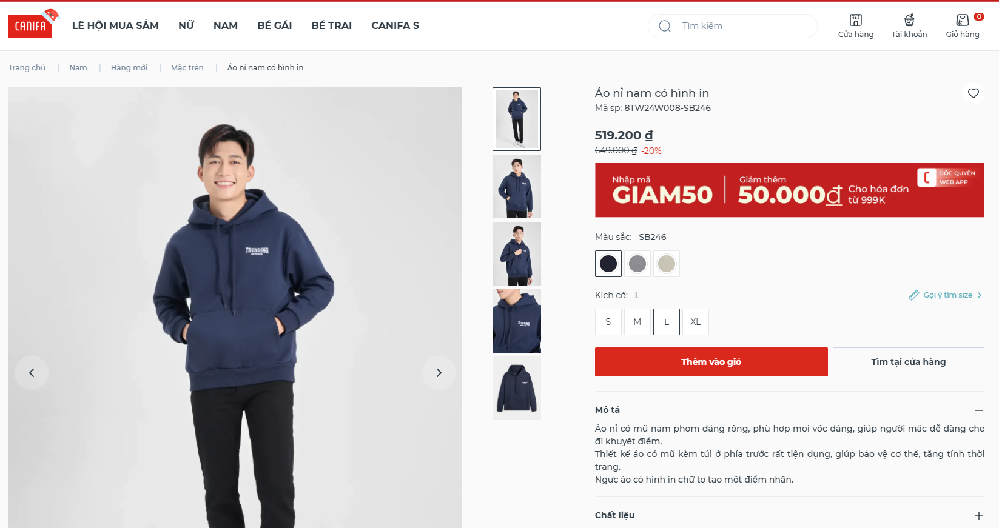 CANIFA
LỄ HỘI MUA SẮM
NỮ
NAM
BÉ GÁI
BÉ TRAI
CANIFA S
Tìm kiếm
Cửa hàng
Tài khoản
0
Giỏ hàng
Trang chủ | Nam | Hàng mới | Mặc trên | Áo nỉ nam có hình in
TRENDING
Áo nỉ nam có hình in
Mã sp: 8TW24W008-SB246
519.200 ₫
649.000 ₫ -20%
Nhập mã
GIAM50
Giảm thêm
50.000đ
Cho hóa đơn
từ 999K
ĐỘC QUYỀN
WEB APP
Màu sắc: SB246
Kích cỡ: L
Gợi ý tìm size
S
M
L
XL
Thêm vào giỏ
Tìm tại cửa hàng
Mô tả
Áo nỉ có mũ nam phom dáng rộng, phù hợp mọi vóc dáng, giúp người mặc dễ dàng che
đi khuyết điểm.
Thiết kế áo có mũ kèm túi ở phía trước rất tiện dụng, giúp bảo vệ cơ thể, tăng tính thời
trang.
Ngực áo có hình in chữ to tạo một điểm nhấn.
Chất liệu